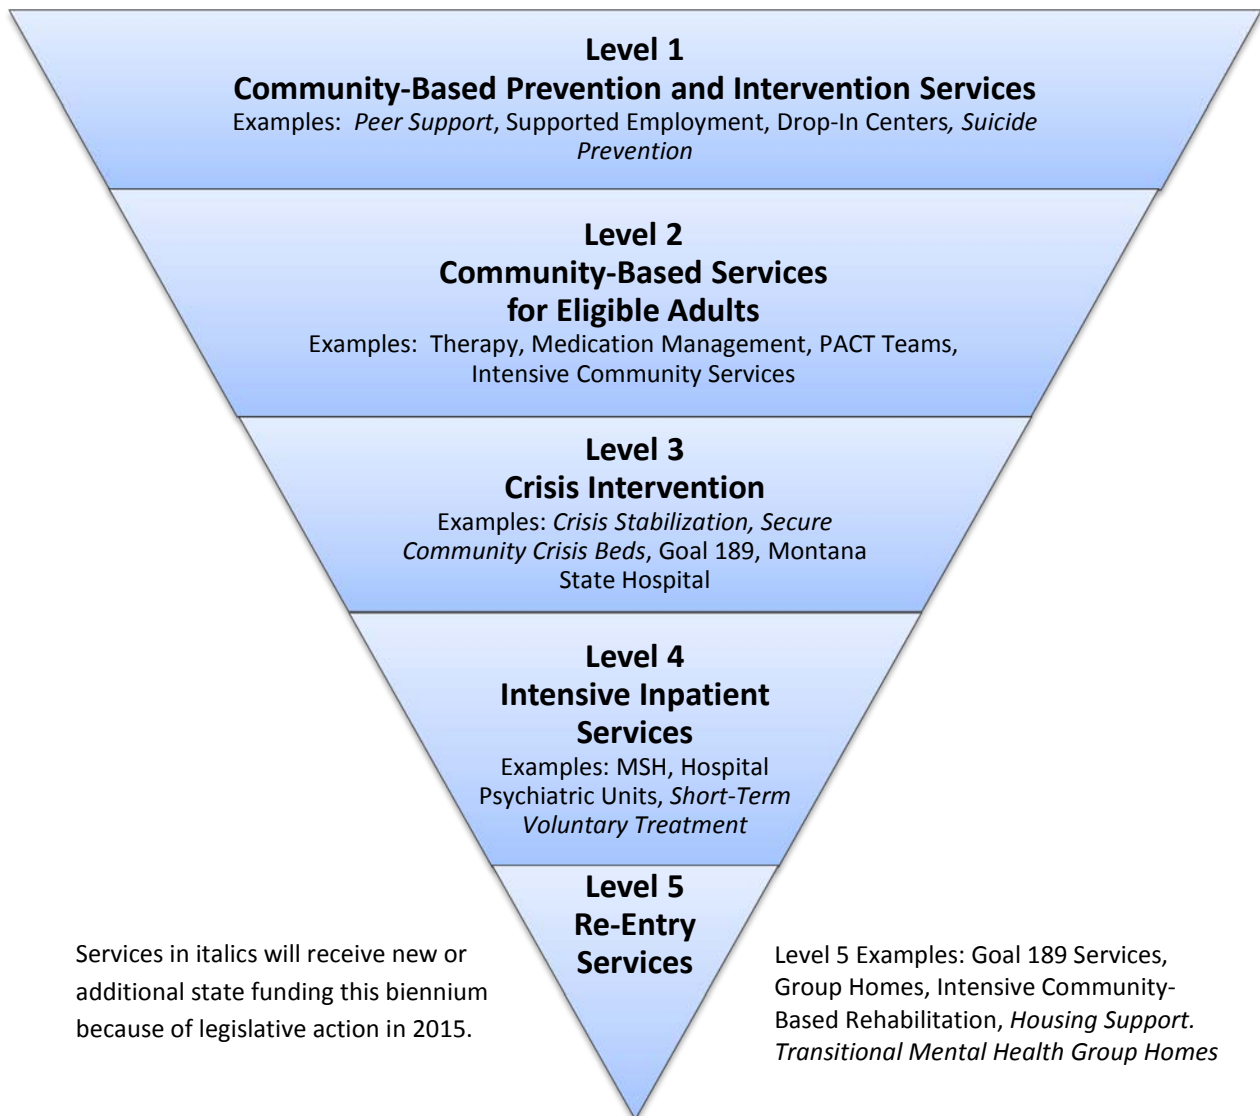 Level 1
Community-Based Prevention and Intervention Services
Examples:  Peer Support, Supported Employment, Drop-In Centers, Suicide
Prevention
Level 2
Community-Based Services
for Eligible Adults
Examples:  Therapy, Medication Management, PACT Teams,
Intensive Community Services
Level 3
Crisis Intervention
Examples: Crisis Stabilization, Secure
Community Crisis Beds, Goal 189, Montana
State Hospital
Level 4
Intensive Inpatient
Services
Examples: MSH, Hospital
Psychiatric Units, Short-Term
Voluntary Treatment
Level 5
Re-Entry
Services
Services in italics will receive new or
additional state funding this biennium
because of legislative action in 2015.
Level 5 Examples: Goal 189 Services,
Group Homes, Intensive Community-
Based Rehabilitation, Housing Support.
Transitional Mental Health Group Homes